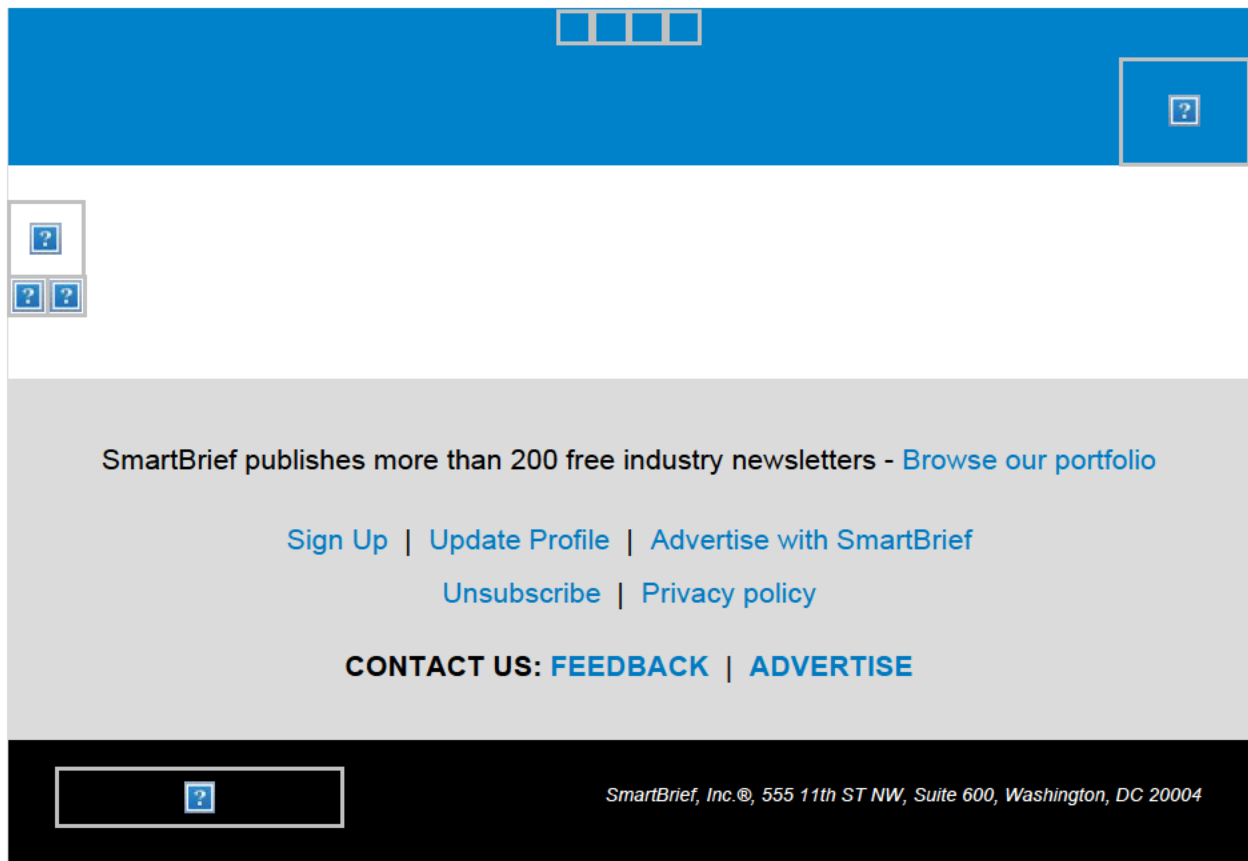 SmartBrief publishes more than 200 free industry newsletters - Browse our portfolio
Sign Up | Update Profile | Advertise with SmartBrief
Unsubscribe | Privacy policy
CONTACT US: FEEDBACK | ADVERTISE
SmartBrief, Inc.®, 555 11th ST NW, Suite 600, Washington, DC 20004